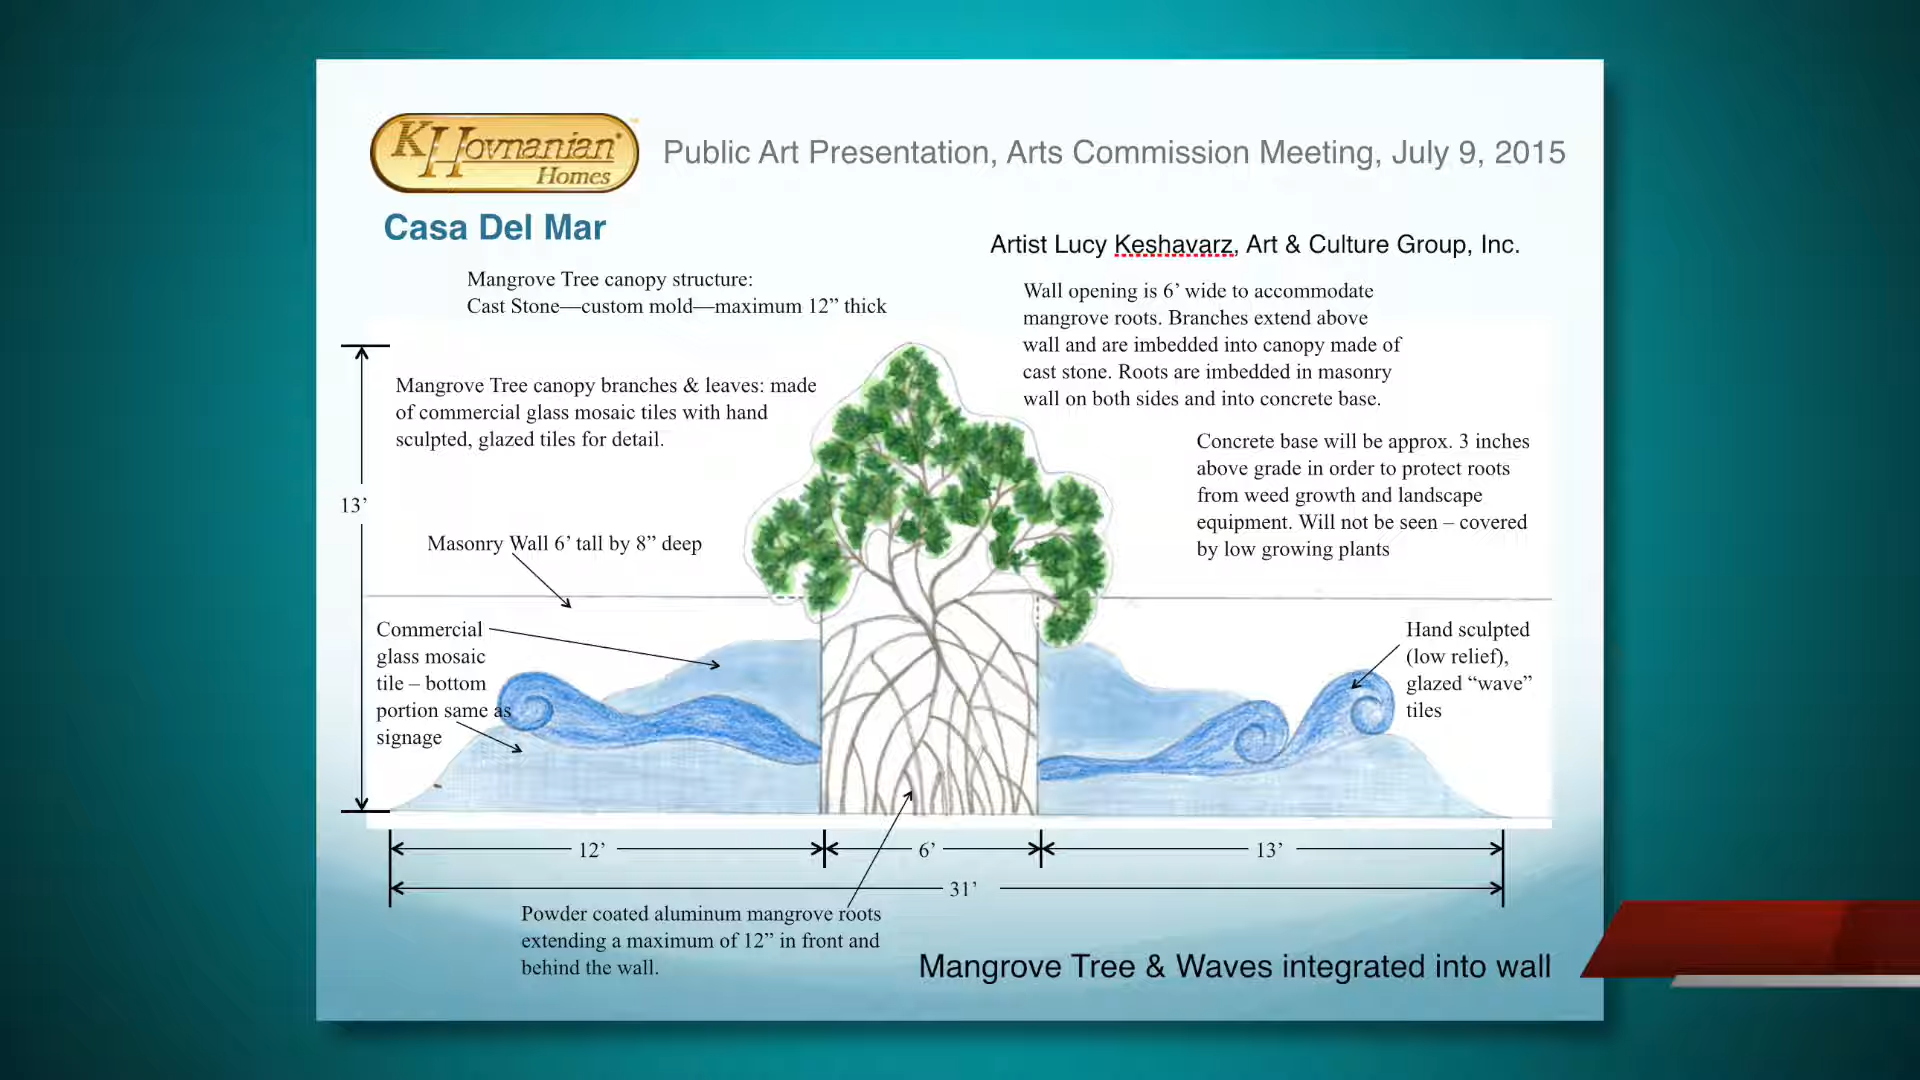 KHovnanian®
Homes
Public Art Presentation, Arts Commission Meeting, July 9, 2015
Casa Del Mar
Artist Lucy Keshavarz, Art & Culture Group, Inc.
Mangrove Tree canopy structure:
Cast Stone—custom mold—maximum 12” thick
Wall opening is 6’ wide to accommodate
mangrove roots. Branches extend above
wall and are imbedded into canopy made of
cast stone. Roots are imbedded in masonry
wall on both sides and into concrete base.
Mangrove Tree canopy branches & leaves: made
of commercial glass mosaic tiles with hand
sculpted, glazed tiles for detail.
Concrete base will be approx. 3 inches
above grade in order to protect roots
from weed growth and landscape
equipment. Will not be seen – covered
by low growing plants
13’
Masonry Wall 6’ tall by 8” deep
Commercial
glass mosaic
tile – bottom
portion same as
signage
Hand sculpted
(low relief),
glazed “wave”
tiles
12’
6’
13’
31’
Powder coated aluminum mangrove roots
extending a maximum of 12” in front and
behind the wall.
Mangrove Tree & Waves integrated into wall